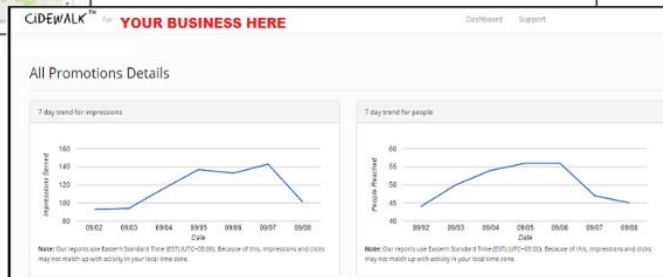 CiDEWALK™ for YOUR BUSINESS HERE
Dashboard Support
All Promotions Details
7 day trend for impressions
160
140
120
100
80
Impressions Served
09/02 09/03 09/04 09/05 09/06 09/07 09/08
Date
Note: Our reports use Eastern Standard Time (EST) (UTC-05:00). Because of this, impressions and clicks
may not match up with activity in your local time zone.
7 day trend for people
60
55
50
45
40
People Reached
09/02 09/03 09/04 09/05 09/06 09/07 09/08
Date
Note: Our reports use Eastern Standard Time (EST) (UTC-05:00). Because of this, impressions and clicks
may not match up with activity in your local time zone.